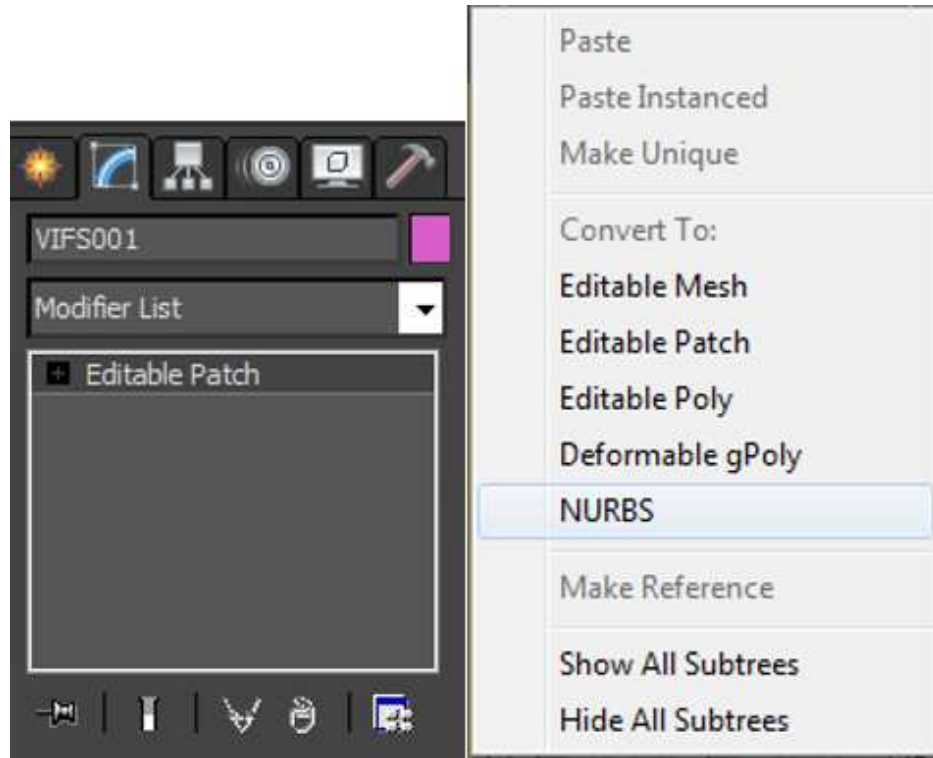 VIFS001
Modifier List
Editable Patch
Paste
Paste Instanced
Make Unique
Convert To:
Editable Mesh
Editable Patch
Editable Poly
Deformable gPoly
NURBS
Make Reference
Show All Subtrees
Hide All Subtrees